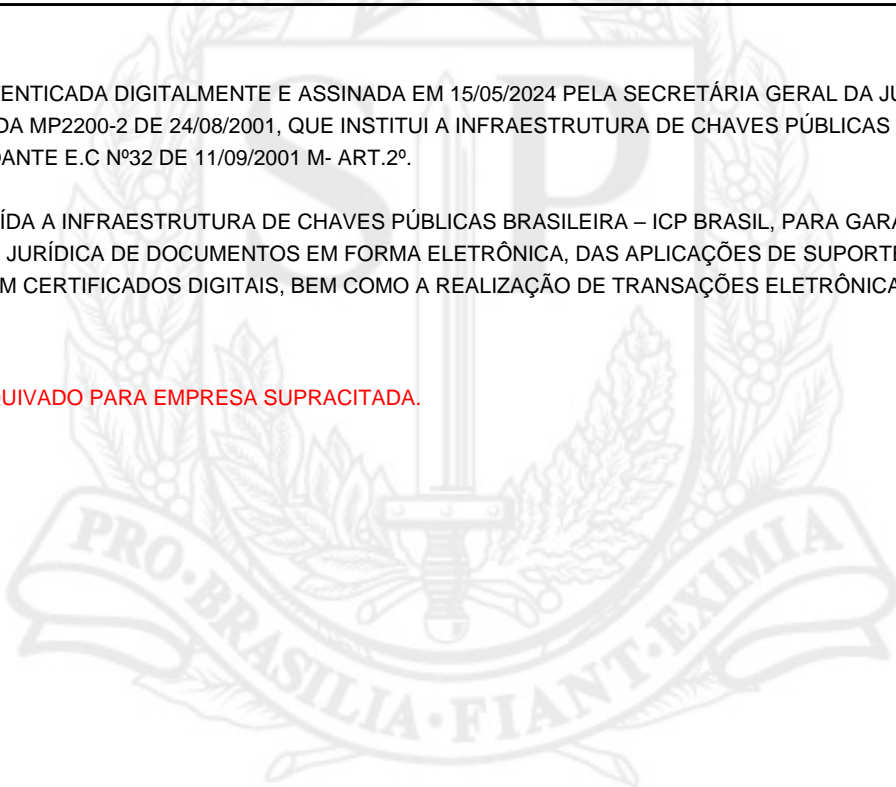 ENTICADA DIGITALMENTE E ASSINADA EM 15/05/2024 PELA SECRETÁRIA GERAL DA JU
DA MP2200-2 DE 24/08/2001, QUE INSTITUI A INFRAESTRUTURA DE CHAVES PÚBLICAS
DANTE E.C Nº32 DE 11/09/2001 M- ART.2º.
ÍDA A INFRAESTRUTURA DE CHAVES PÚBLICAS BRASILEIRA – ICP BRASIL, PARA GARA
JURÍDICA DE DOCUMENTOS EM FORMA ELETRÔNICA, DAS APLICAÇÕES DE SUPORTE
M CERTIFICADOS DIGITAIS, BEM COMO A REALIZAÇÃO DE TRANSAÇÕES ELETRÔNICA
UIVADO PARA EMPRESA SUPRACITADA.
SP
PRO·BRASILIA·FIANT·EXIMIA